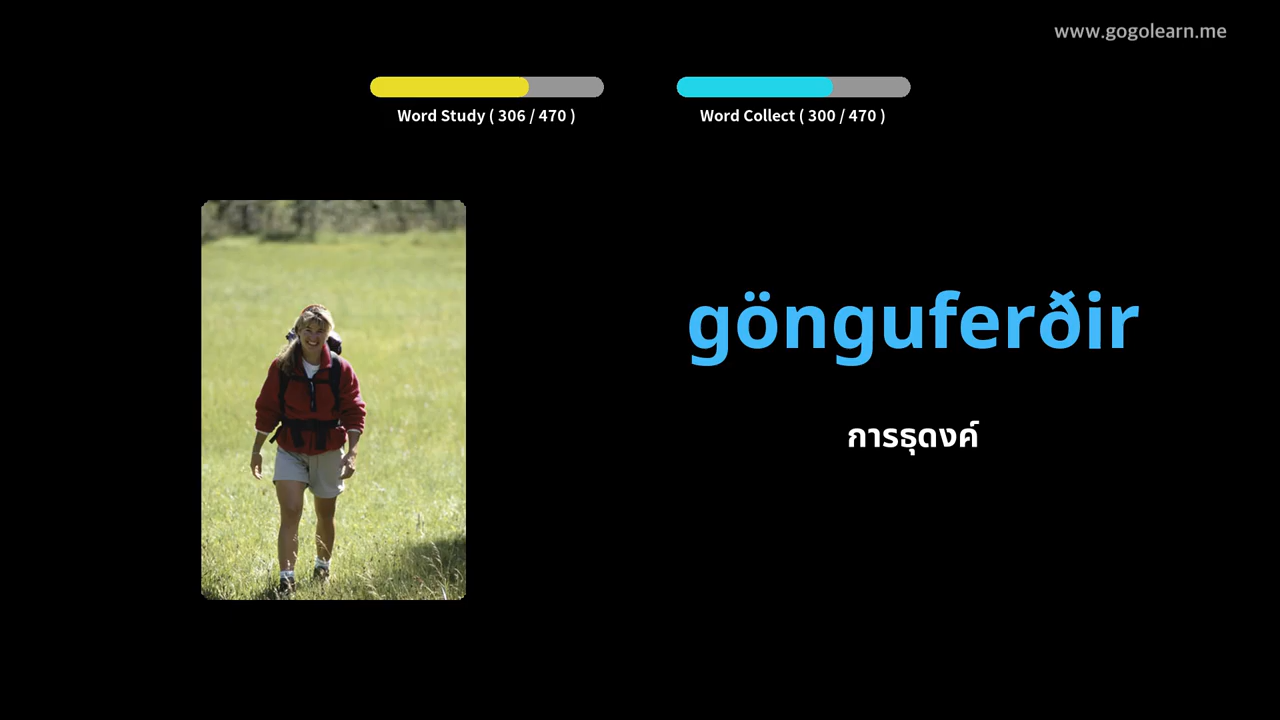 www.gogolearn.me
Word Study ( 306 / 470 )
Word Collect ( 300 / 470 )
gönguferðir
การธุดงค์